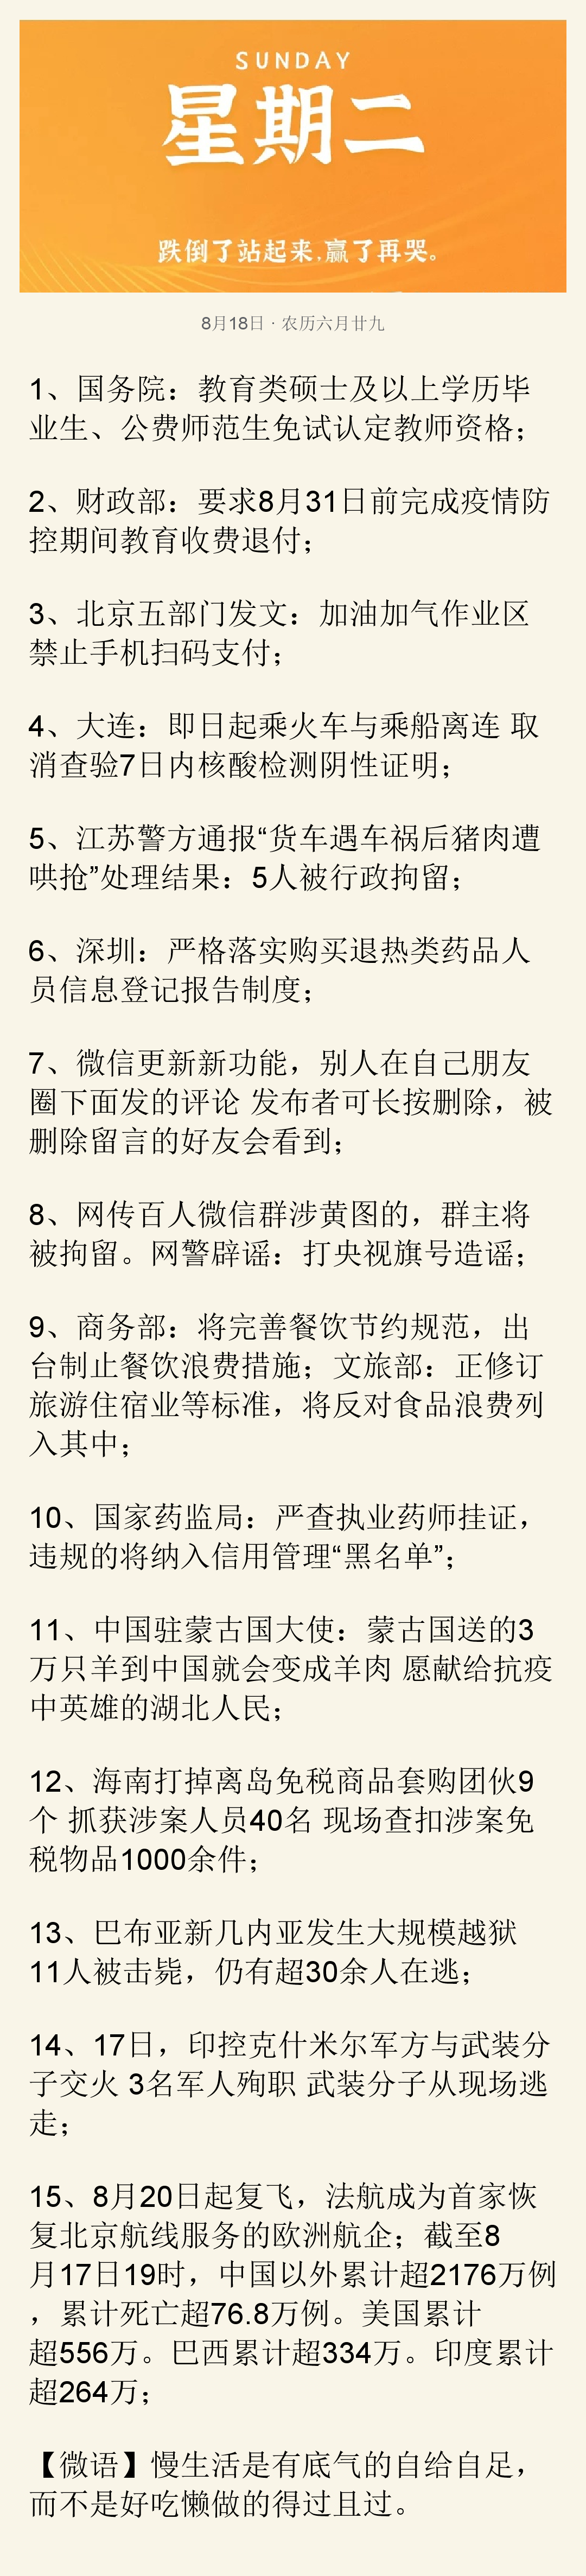 SUNDAY
星期二
跌倒了站起来,赢了再哭。
8月18日 · 农历六月廿九
1、国务院：教育类硕士及以上学历毕
业生、公费师范生免试认定教师资格；
2、财政部：要求8月31日前完成疫情防
控期间教育收费退付；
3、北京五部门发文：加油加气作业区
禁止手机扫码支付；
4、大连：即日起乘火车与乘船离连 取
消查验7日内核酸检测阴性证明；
5、江苏警方通报“货车遇车祸后猪肉遭
哄抢”处理结果：5人被行政拘留；
6、深圳：严格落实购买退热类药品人
员信息登记报告制度；
7、微信更新新功能，别人在自己朋友
圈下面发的评论 发布者可长按删除，被
删除留言的好友会看到；
8、网传百人微信群涉黄图的，群主将
被拘留。网警辟谣：打央视旗号造谣；
9、商务部：将完善餐饮节约规范，出
台制止餐饮浪费措施；文旅部：正修订
旅游住宿业等标准，将反对食品浪费列
入其中；
10、国家药监局：严查执业药师挂证，
违规的将纳入信用管理“黑名单”；
11、中国驻蒙古国大使：蒙古国送的3
万只羊到中国就会变成羊肉 愿献给抗疫
中英雄的湖北人民；
12、海南打掉离岛免税商品套购团伙9
个 抓获涉案人员40名 现场查扣涉案免
税物品1000余件；
13、巴布亚新几内亚发生大规模越狱
11人被击毙，仍有超30余人在逃；
14、17日，印控克什米尔军方与武装分
子交火 3名军人殉职 武装分子从现场逃
走；
15、8月20日起复飞，法航成为首家恢
复北京航线服务的欧洲航企；截至8
月17日19时，中国以外累计超2176万例
，累计死亡超76.8万例。美国累计
超556万。巴西累计超334万。印度累计
超264万；
【微语】慢生活是有底气的自给自足，
而不是好吃懒做的得过且过。